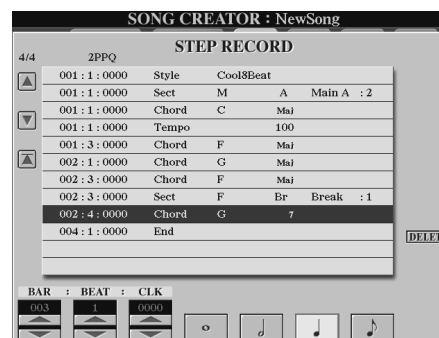 SONG CREATOR : NewSong
STEP RECORD
4/4 2PPQ
001 : 1 : 0000 Style Cool8Beat
001 : 1 : 0000 Sect M A Main A : 2
001 : 1 : 0000 Chord C Maj
001 : 1 : 0000 Tempo 100
001 : 3 : 0000 Chord F Maj
002 : 1 : 0000 Chord G Maj
002 : 3 : 0000 Chord F Maj
002 : 3 : 0000 Sect F Br Break : 1
002 : 4 : 0000 Chord G 7
004 : 1 : 0000 End
BAR : BEAT : CLK
003 1 0000